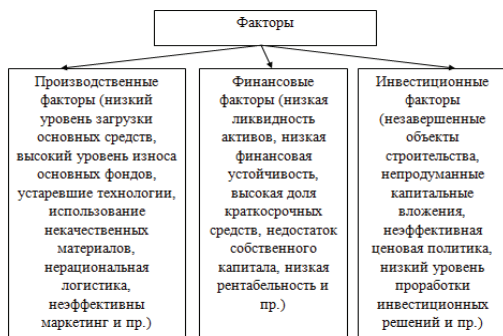 Факторы
Производственные
факторы (низкий
уровень загрузки
основных средств,
высокий уровень износа
основных фондов,
устаревшие технологии,
использование
некачественных
материалов,
нерациональная
логистика,
неэффективны
маркетинг и пр.)
Финансовые
факторы (низкая
ликвидность
активов, низкая
финансовая
устойчивость,
высокая доля
краткосрочных
средств, недостаток
собственного
капитала, низкая
рентабельность и
пр.)
Инвестиционные
факторы
(незавершенные
объекты
строительства,
непродуманные
капитальные
вложения,
неэффективная
ценовая политика,
низкий уровень
проработки
инвестиционных
решений и пр.)